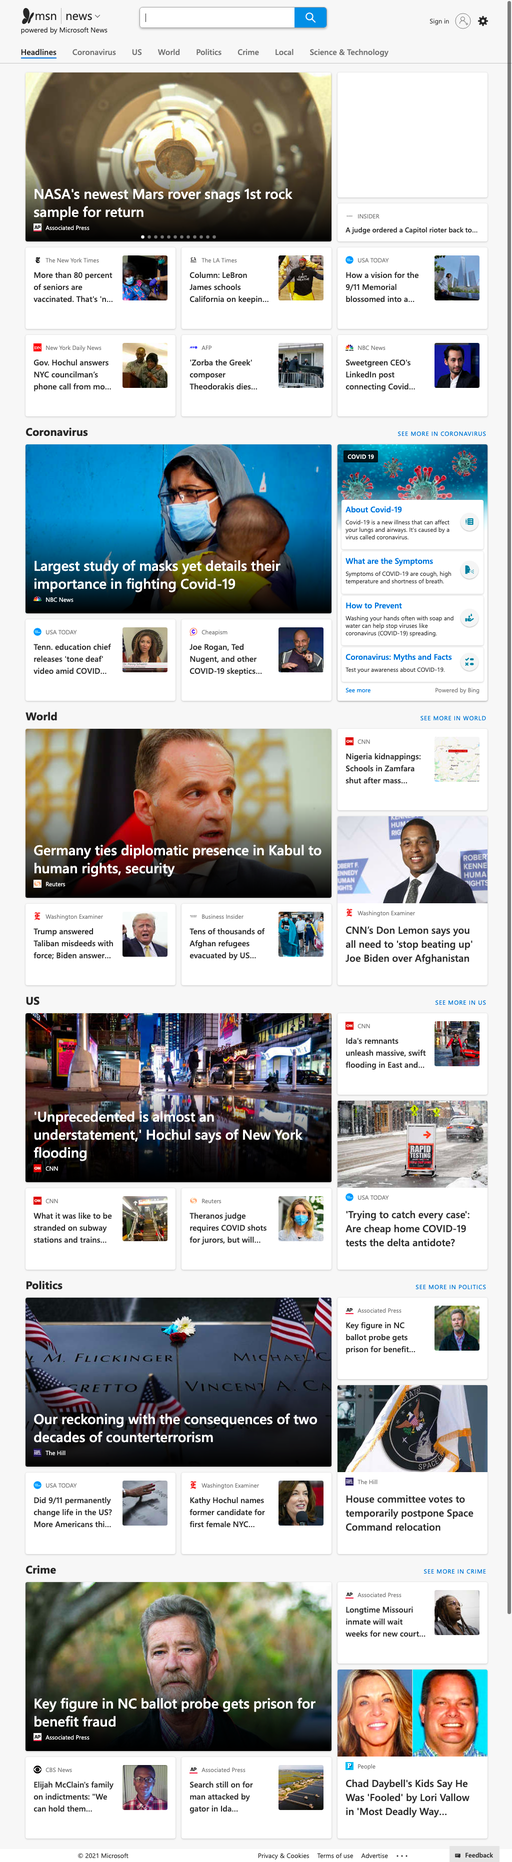 msn | news
powered by Microsoft News
Sign in
Headlines
Coronavirus
US
World
Politics
Crime
Local
Science & Technology
NASA's newest Mars rover snags 1st rock
sample for return
Associated Press
INSIDER
A judge ordered a Capitol rioter back to...
The New York Times
More than 80 percent
of seniors are
vaccinated. That's 'n...
The LA Times
Column: LeBron
James schools
California on keepin...
USA TODAY
How a vision for the
9/11 Memorial
blossomed into a...
New York Daily News
Gov. Hochul answers
NYC councilman's
phone call from mo...
AFP
'Zorba the Greek'
composer
Theodorakis dies...
NBC News
Sweetgreen CEO's
LinkedIn post
connecting Covid...
Coronavirus
SEE MORE IN CORONAVIRUS
Largest study of masks yet details their
importance in fighting Covid-19
NBC News
COVID 19
About Covid-19
Covid-19 is a new illness that can affect
your lungs and airways. It's caused by a
virus called coronavirus.
What are the Symptoms
Symptoms of COVID-19 are cough, high
temperature and shortness of breath.
How to Prevent
Washing your hands often with soap and
water can help stop viruses like
coronavirus (COVID-19) spreading.
Coronavirus: Myths and Facts
Test your awareness about COVID-19.
See more
Powered by Bing
USA TODAY
Tenn. education chief
releases 'tone deaf'
video amid COVID...
Cheapism
Joe Rogan, Ted
Nugent, and other
COVID-19 skeptics...
World
SEE MORE IN WORLD
Germany ties diplomatic presence in Kabul to
human rights, security
Reuters
CNN
Nigeria kidnappings:
Schools in Zamfara
shut after mass...
Washington Examiner
CNN's Don Lemon says you
all need to 'stop beating up'
Joe Biden over Afghanistan
Washington Examiner
Trump answered
Taliban misdeeds with
force; Biden answer...
Business Insider
Tens of thousands of
Afghan refugees
evacuated by US...
US
SEE MORE IN US
'Unprecedented is almost an
understatement,' Hochul says of New York
flooding
CNN
CNN
Ida's remnants
unleash massive, swift
flooding in East and...
RAPID
TESTING
USA TODAY
'Trying to catch every case':
Are cheap home COVID-19
tests the delta antidote?
CNN
What it was like to be
stranded on subway
stations and trains...
Reuters
Theranos judge
requires COVID shots
for jurors, but will...
Politics
SEE MORE IN POLITICS
M. FLICKINGER
MICHAEL C
GRETTO
VINCENT A. CA
Our reckoning with the consequences of two
decades of counterterrorism
The Hill
Associated Press
Key figure in NC
ballot probe gets
prison for benefit...
The Hill
House committee votes to
temporarily postpone Space
Command relocation
USA TODAY
Did 9/11 permanently
change life in the US?
More Americans thi...
Washington Examiner
Kathy Hochul names
former candidate for
first female NYC...
Crime
SEE MORE IN CRIME
Key figure in NC ballot probe gets prison for
benefit fraud
Associated Press
Associated Press
Longtime Missouri
inmate will wait
weeks for new court...
People
Chad Daybell's Kids Say He
Was 'Fooled' by Lori Vallow
in 'Most Deadly Way...
CBS News
Elijah McClain's family
on indictments: "We
can hold them...
Associated Press
Search still on for
man attacked by
gator in Ida...
© 2021 Microsoft
Privacy & Cookies
Terms of use
Advertise
Feedback